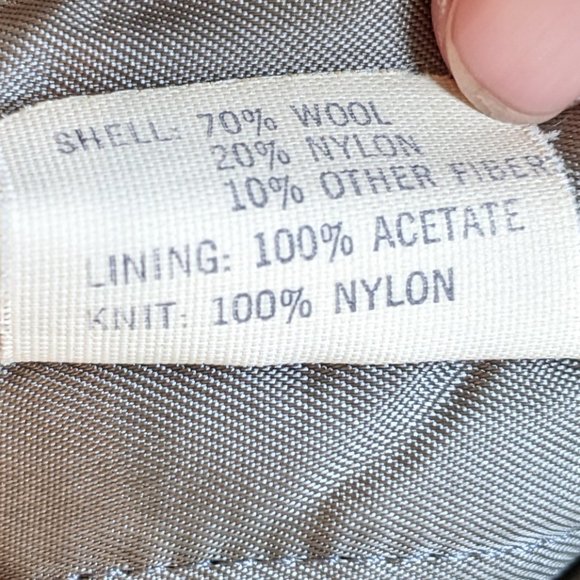 SHELL: 70% WOOL
20% NYLON
10% OTHER FIBER
LINING: 100% ACETATE
KNIT: 100% NYLON